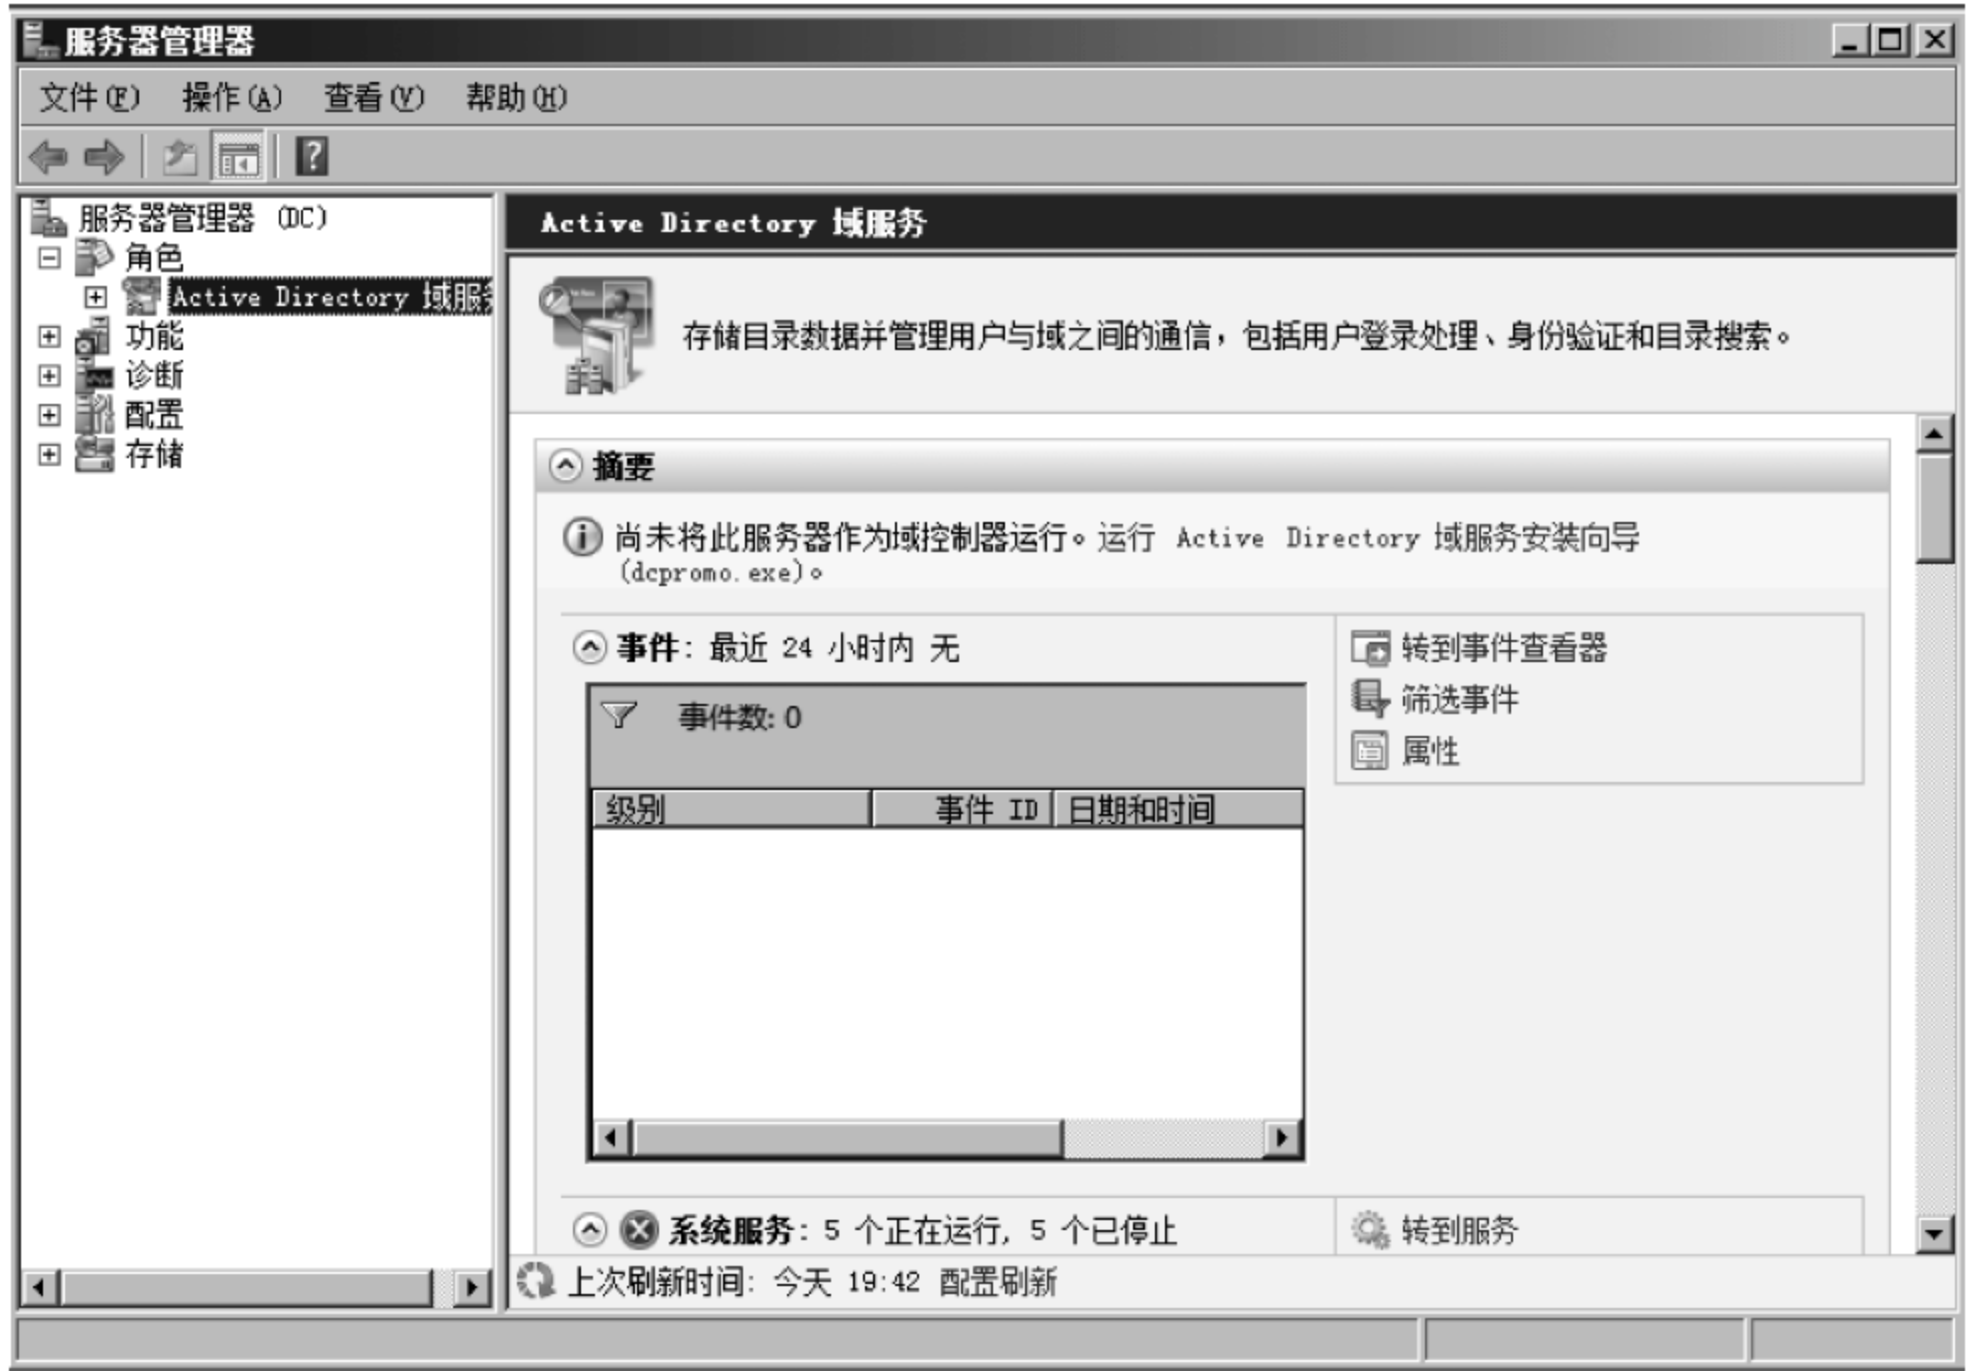 服务器管理器
文件(F) 操作(A) 查看(V) 帮助(H)
服务器管理器 (DC)
角色
Active Directory 域服务
功能
诊断
配置
存储
Active Directory 域服务
存储目录数据并管理用户与域之间的通信，包括用户登录处理、身份验证和目录搜索。
摘要
尚未将此服务器作为域控制器运行。运行 Active Directory 域服务安装向导
(dcpromo.exe)。
事件: 最近 24 小时内 无
事件数: 0
级别 事件 ID 日期和时间
转到事件查看器
筛选事件
属性
系统服务: 5 个正在运行, 5 个已停止
转到服务
上次刷新时间: 今天 19:42 配置刷新